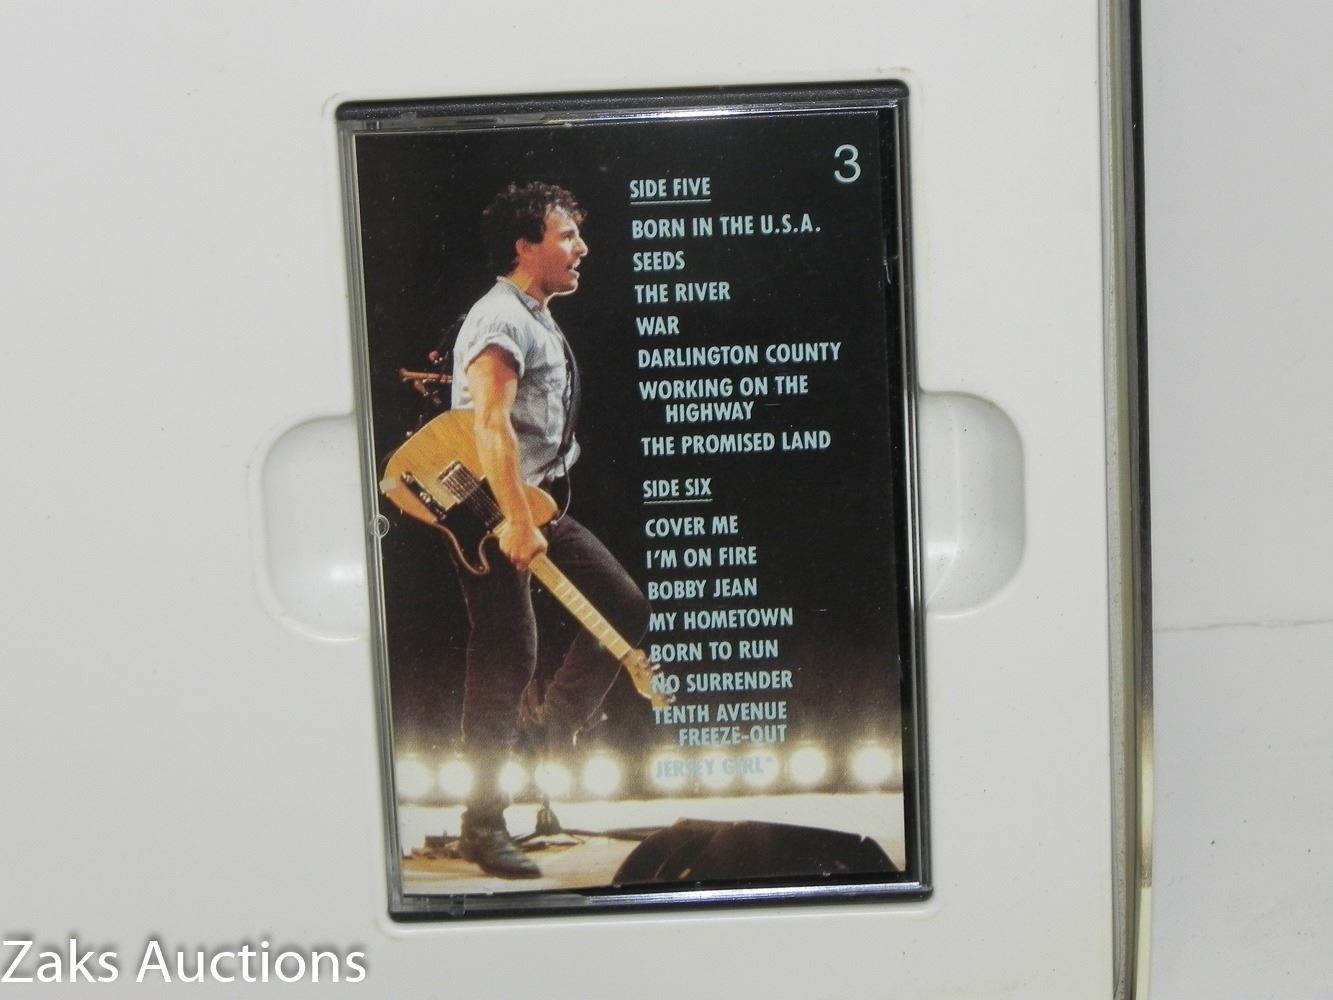 3
SIDE FIVE
BORN IN THE U.S.A.
SEEDS
THE RIVER
WAR
DARLINGTON COUNTY
WORKING ON THE
HIGHWAY
THE PROMISED LAND
SIDE SIX
COVER ME
I'M ON FIRE
BOBBY JEAN
MY HOMETOWN
BORN TO RUN
NO SURRENDER
TENTH AVENUE
FREEZE-OUT
JERSEY GIRL*
Zaks Auctions